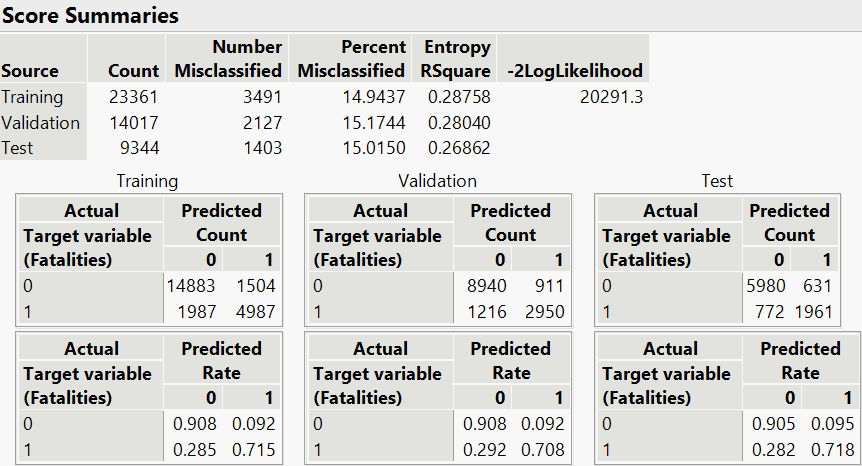 Score Summaries
Number Percent Entropy
Source Count Misclassified Misclassified RSquare -2LogLikelihood
Training 23361 3491 14.9437 0.28758 20291.3
Validation 14017 2127 15.1744 0.28040
Test 9344 1403 15.0150 0.26862
Training Validation Test
Actual Predicted Actual Predicted Actual Predicted
Target variable Count Target variable Count Target variable Count
(Fatalities) 0 1 (Fatalities) 0 1 (Fatalities) 0 1
0 14883 1504 0 8940 911 0 5980 631
1 1987 4987 1 1216 2950 1 772 1961
Actual Predicted Actual Predicted Actual Predicted
Target variable Rate Target variable Rate Target variable Rate
(Fatalities) 0 1 (Fatalities) 0 1 (Fatalities) 0 1
0 0.908 0.092 0 0.908 0.092 0 0.905 0.095
1 0.285 0.715 1 0.292 0.708 1 0.282 0.718